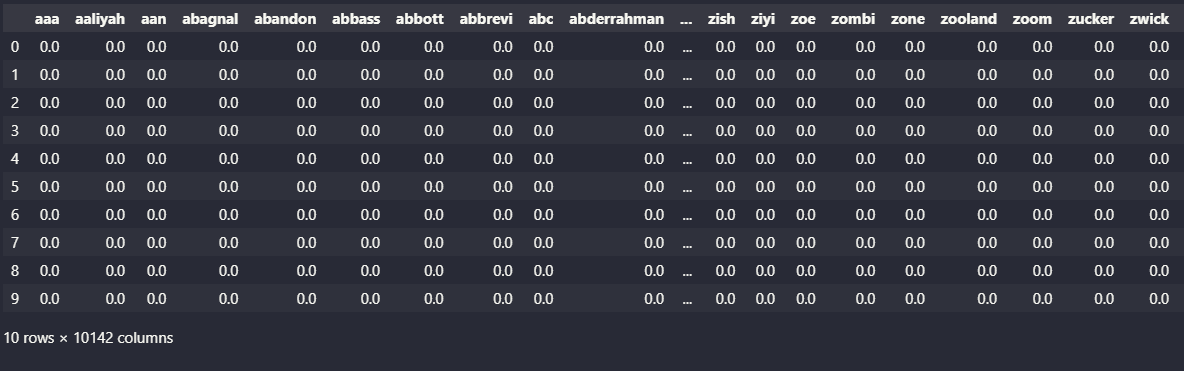 aaa aaliyah aan abagnal abandon abbass abbott abbrevi abc abderrahman ... zish ziyi zoe zombi zone zooland zoom zucker zwick
0 0.0 0.0 0.0 0.0 0.0 0.0 0.0 0.0 0.0 0.0 ... 0.0 0.0 0.0 0.0 0.0 0.0 0.0 0.0 0.0
1 0.0 0.0 0.0 0.0 0.0 0.0 0.0 0.0 0.0 0.0 ... 0.0 0.0 0.0 0.0 0.0 0.0 0.0 0.0 0.0
2 0.0 0.0 0.0 0.0 0.0 0.0 0.0 0.0 0.0 0.0 ... 0.0 0.0 0.0 0.0 0.0 0.0 0.0 0.0 0.0
3 0.0 0.0 0.0 0.0 0.0 0.0 0.0 0.0 0.0 0.0 ... 0.0 0.0 0.0 0.0 0.0 0.0 0.0 0.0 0.0
4 0.0 0.0 0.0 0.0 0.0 0.0 0.0 0.0 0.0 0.0 ... 0.0 0.0 0.0 0.0 0.0 0.0 0.0 0.0 0.0
5 0.0 0.0 0.0 0.0 0.0 0.0 0.0 0.0 0.0 0.0 ... 0.0 0.0 0.0 0.0 0.0 0.0 0.0 0.0 0.0
6 0.0 0.0 0.0 0.0 0.0 0.0 0.0 0.0 0.0 0.0 ... 0.0 0.0 0.0 0.0 0.0 0.0 0.0 0.0 0.0
7 0.0 0.0 0.0 0.0 0.0 0.0 0.0 0.0 0.0 0.0 ... 0.0 0.0 0.0 0.0 0.0 0.0 0.0 0.0 0.0
8 0.0 0.0 0.0 0.0 0.0 0.0 0.0 0.0 0.0 0.0 ... 0.0 0.0 0.0 0.0 0.0 0.0 0.0 0.0 0.0
9 0.0 0.0 0.0 0.0 0.0 0.0 0.0 0.0 0.0 0.0 ... 0.0 0.0 0.0 0.0 0.0 0.0 0.0 0.0 0.0
10 rows × 10142 columns